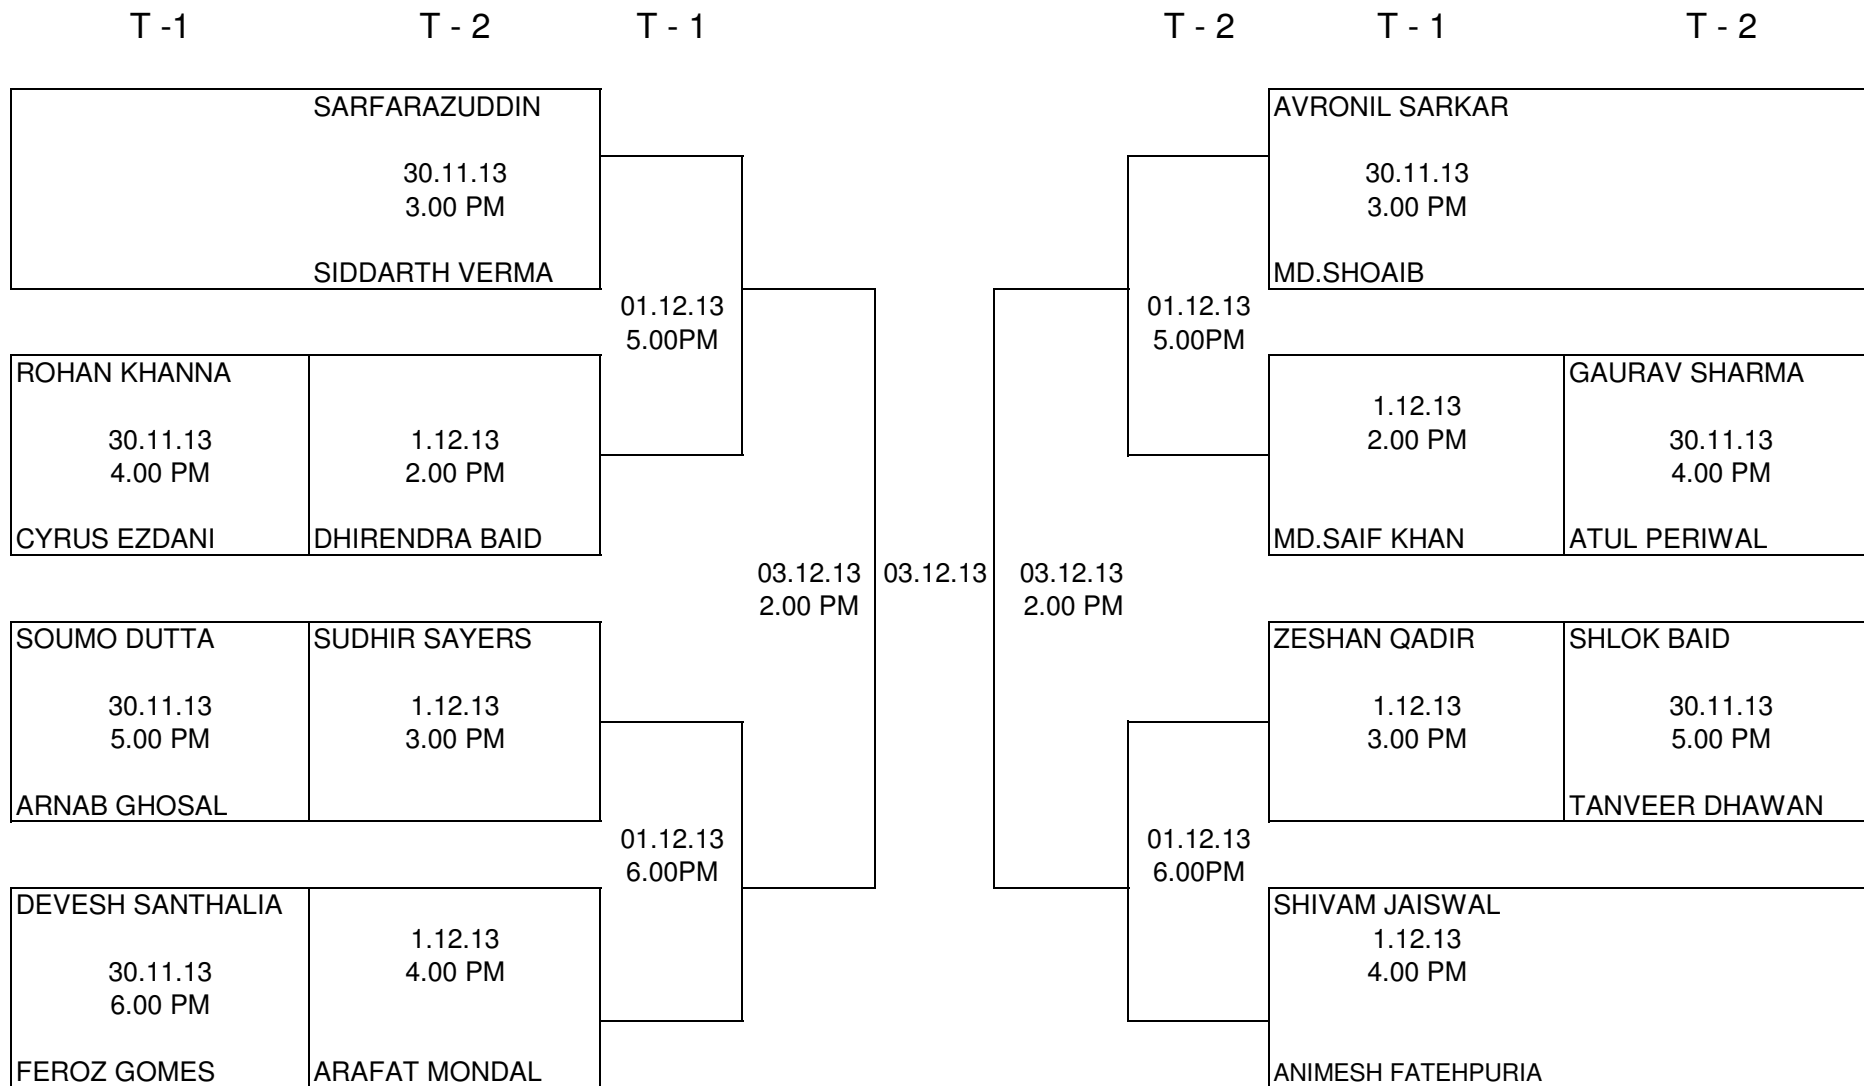 T -1 T - 2 T - 1 T - 2 T - 1 T - 2
SARFARAZUDDIN AVRONIL SARKAR
30.11.13 30.11.13
3.00 PM 3.00 PM
SIDDARTH VERMA MD.SHOAIB
01.12.13 01.12.13
5.00PM 5.00PM
ROHAN KHANNA GAURAV SHARMA
1.12.13
30.11.13 1.12.13 2.00 PM 30.11.13
4.00 PM 2.00 PM 4.00 PM
CYRUS EZDANI DHIRENDRA BAID MD.SAIF KHAN ATUL PERIWAL
03.12.13 03.12.13 03.12.13
2.00 PM 2.00 PM
SOUMO DUTTA SUDHIR SAYERS ZESHAN QADIR SHLOK BAID
30.11.13 1.12.13 1.12.13 30.11.13
5.00 PM 3.00 PM 3.00 PM 5.00 PM
ARNAB GHOSAL TANVEER DHAWAN
01.12.13 01.12.13
6.00PM 6.00PM
DEVESH SANTHALIA SHIVAM JAISWAL
1.12.13 1.12.13
30.11.13 4.00 PM 4.00 PM
6.00 PM
FEROZ GOMES ARAFAT MONDAL ANIMESH FATEHPURIA